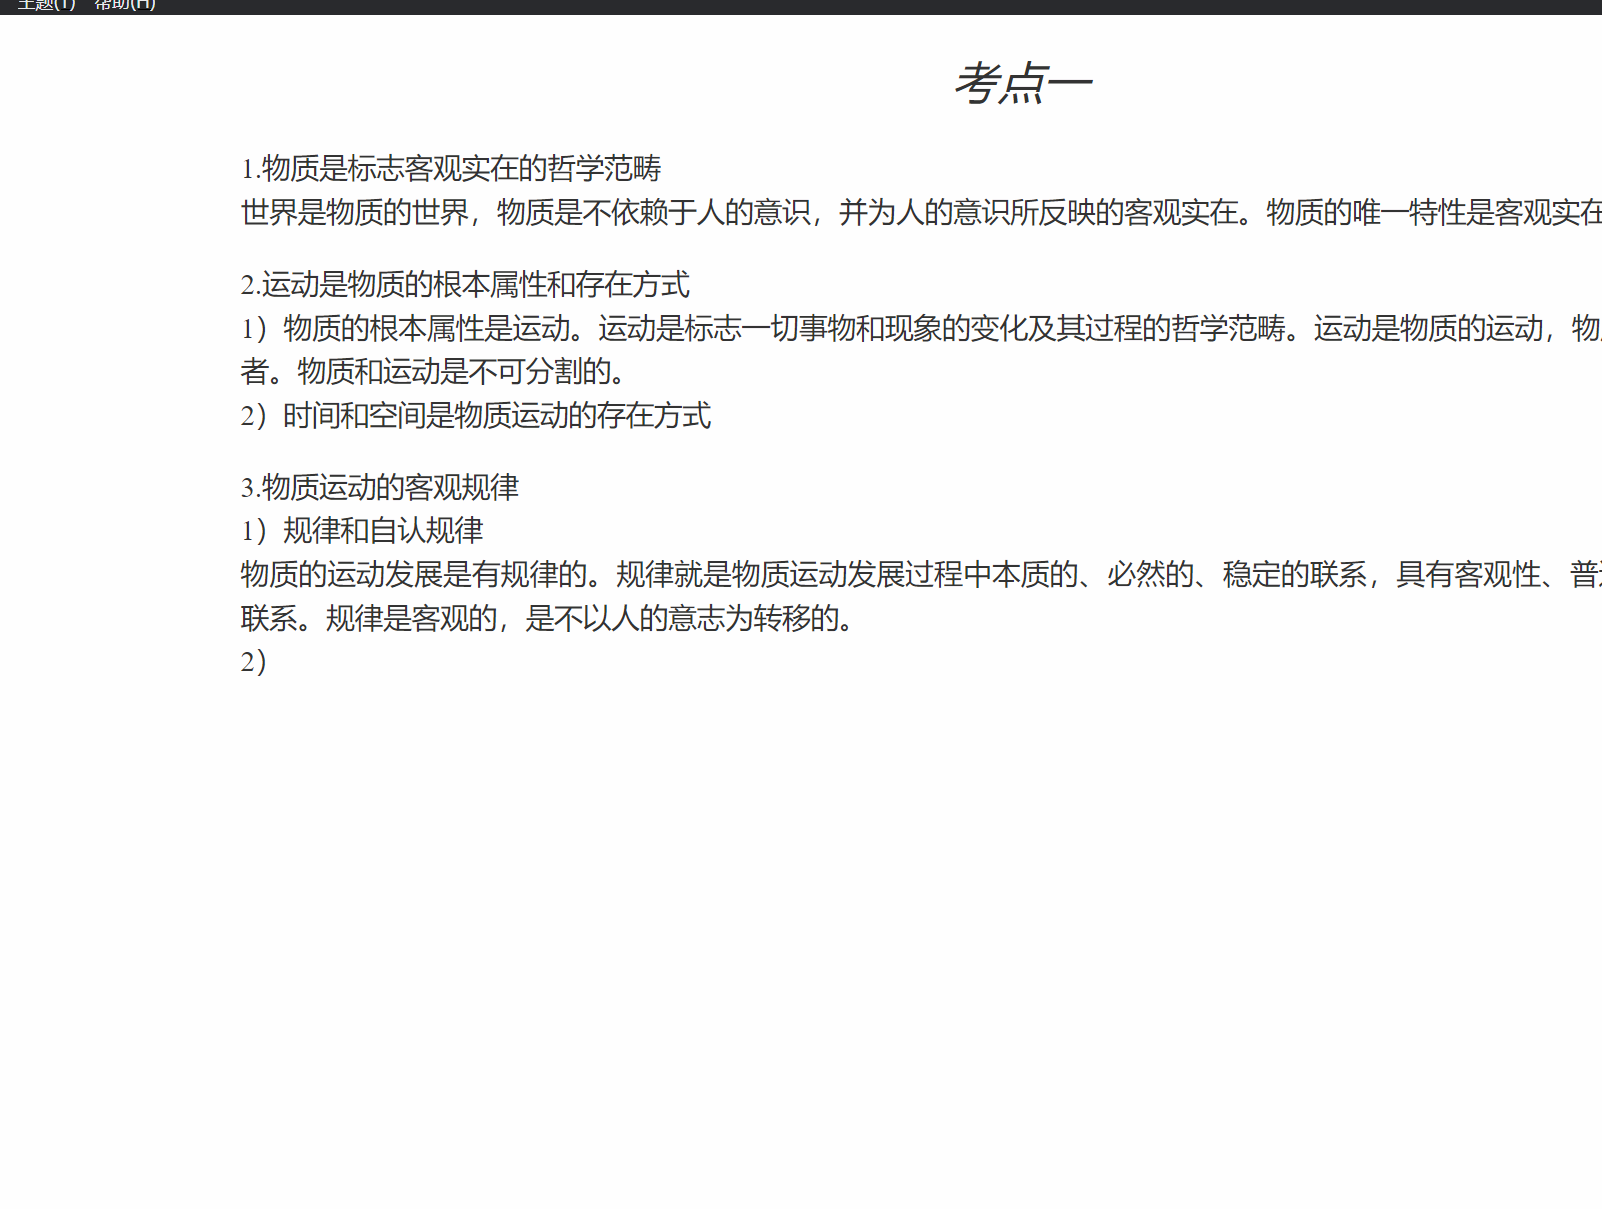 主题(T) 帮助(H)
考点一
1.物质是标志客观实在的哲学范畴
世界是物质的世界，物质是不依赖于人的意识，并为人的意识所反映的客观实在。物质的唯一特性是客观实在
2.运动是物质的根本属性和存在方式
1）物质的根本属性是运动。运动是标志一切事物和现象的变化及其过程的哲学范畴。运动是物质的运动，物
者。物质和运动是不可分割的。
2）时间和空间是物质运动的存在方式
3.物质运动的客观规律
1）规律和自认规律
物质的运动发展是有规律的。规律就是物质运动发展过程中本质的、必然的、稳定的联系，具有客观性、普
联系。规律是客观的，是不以人的意志为转移的。
2）